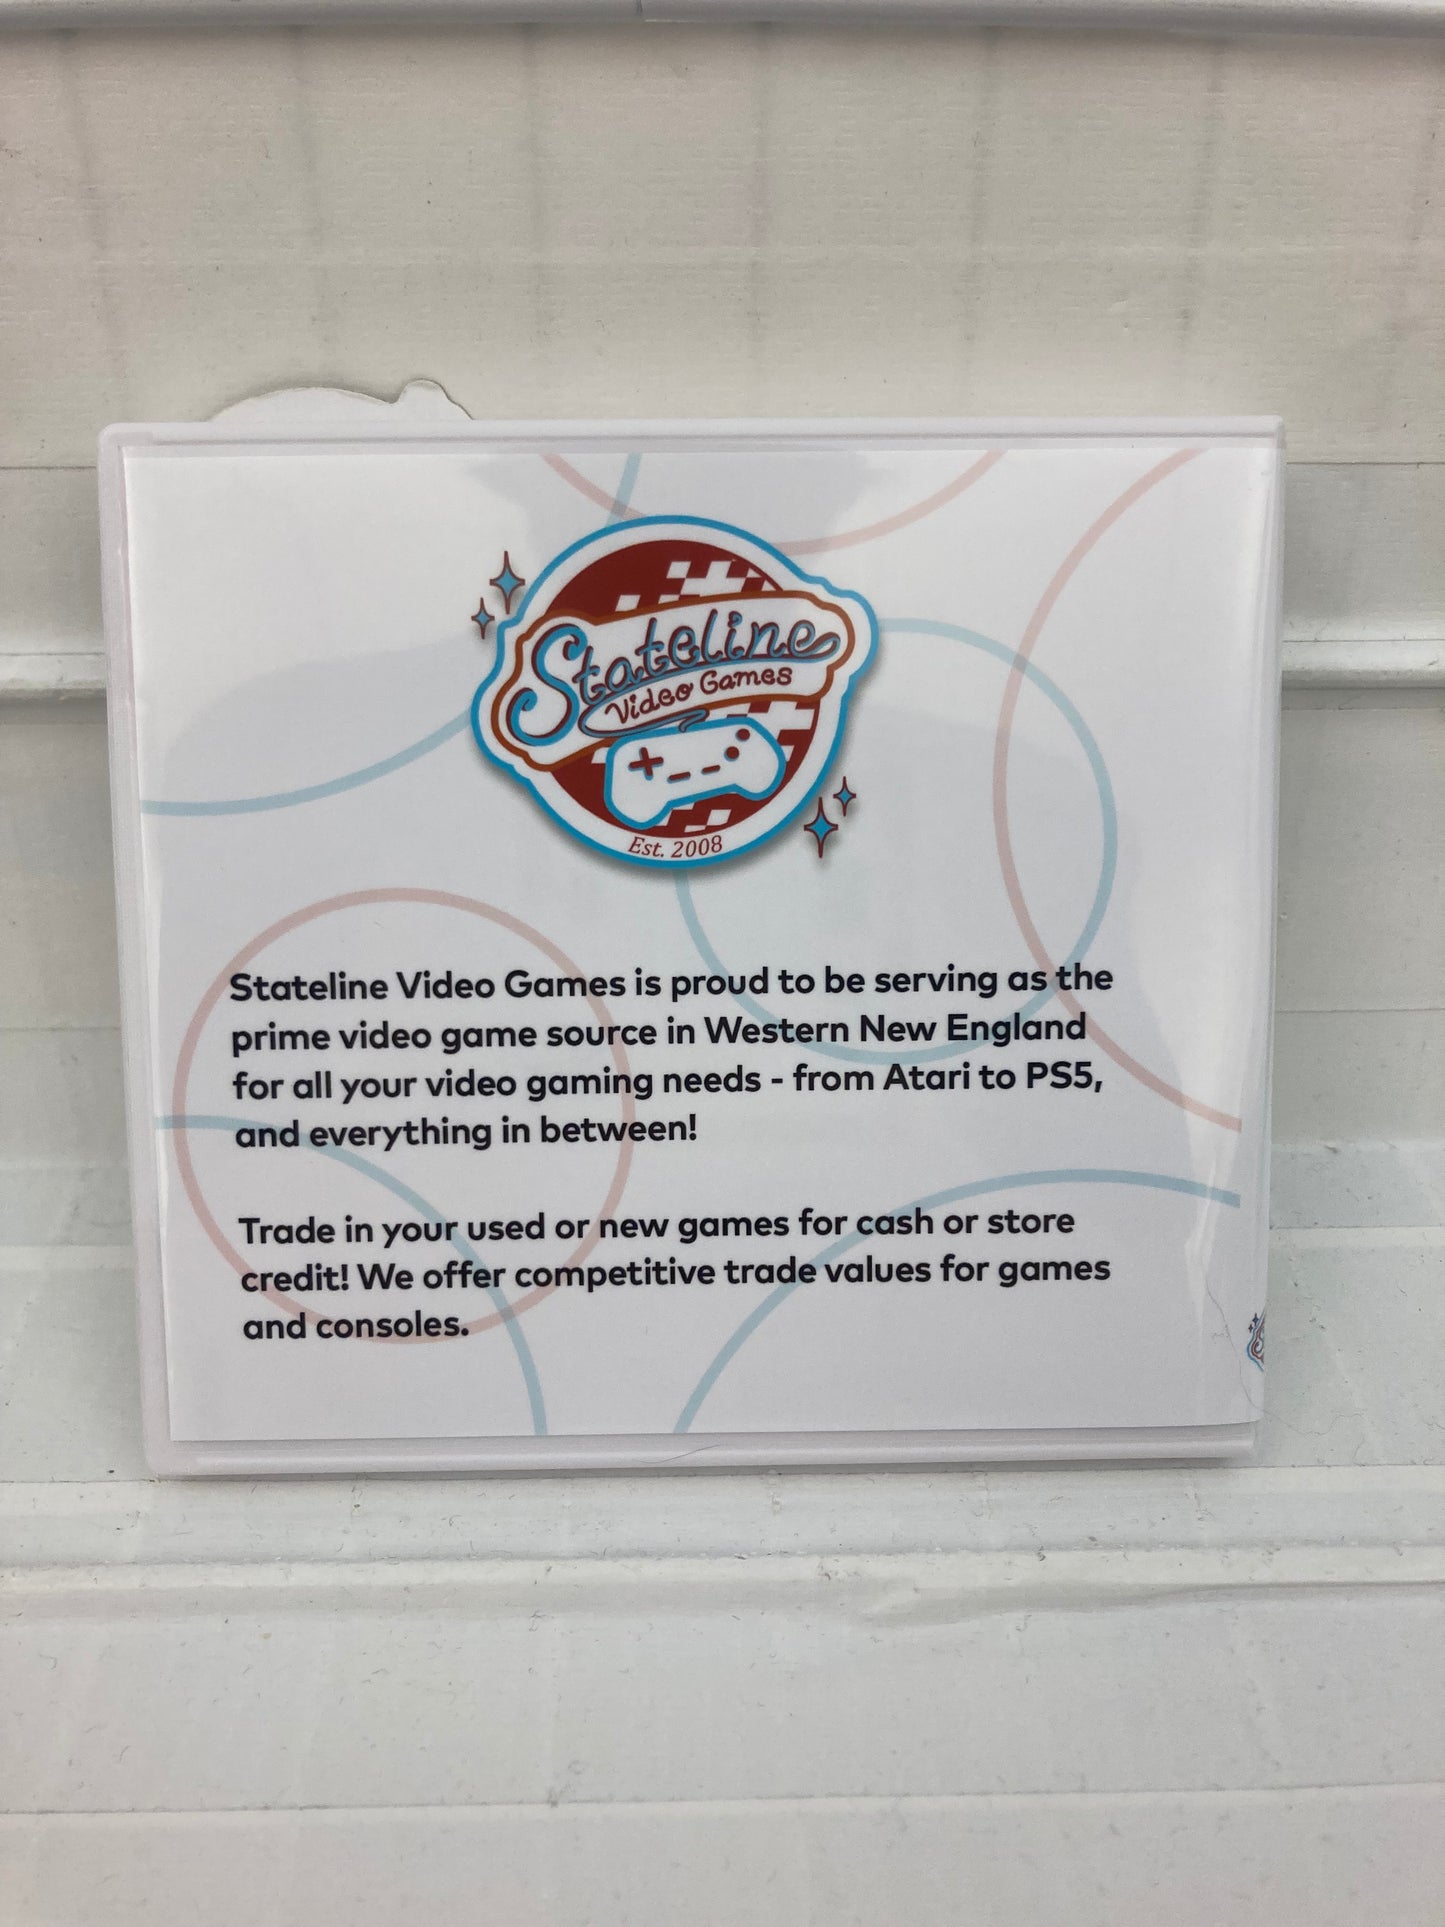 Stateline
Video Games
Est. 2008
Stateline Video Games is proud to be serving as the
prime video game source in Western New England
for all your video gaming needs - from Atari to PS5,
and everything in between!
Trade in your used or new games for cash or store
credit! We offer competitive trade values for games
and consoles.